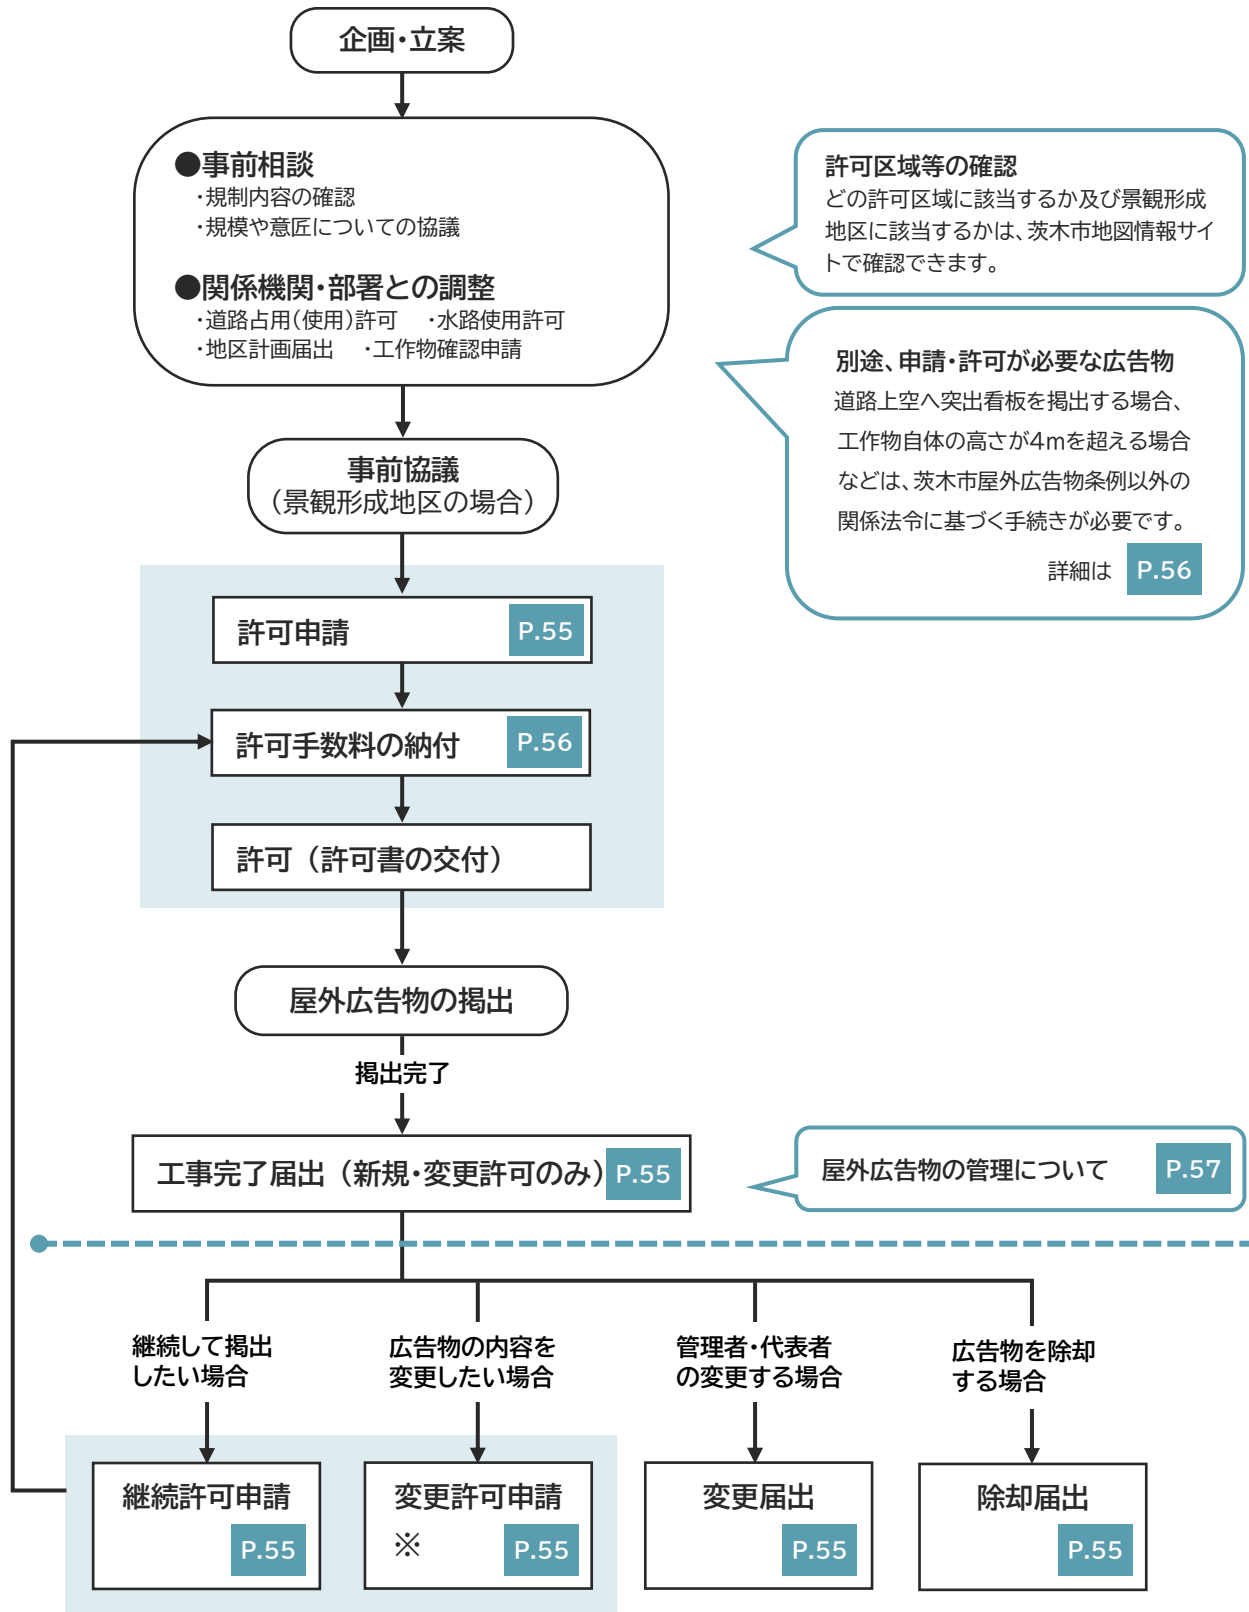 企画・立案
●事前相談
・規制内容の確認
・規模や意匠についての協議
●関係機関・部署との調整
・道路占用（使用）許可　・水路使用許可
・地区計画届出　・工作物確認申請
許可区域等の確認
どの許可区域に該当するか及び景観形成
地区に該当するかは、茨木市地図情報サイ
トで確認できます。
別途、申請・許可が必要な広告物
道路上空へ突出看板を掲出する場合、
工作物自体の高さが4mを超える場合
などは、茨木市屋外広告物条例以外の
関係法令に基づく手続きが必要です。
詳細は　P.56
事前協議
（景観形成地区の場合）
許可申請　P.55
許可手数料の納付　P.56
許可（許可書の交付）
屋外広告物の掲出
掲出完了
工事完了届出（新規・変更許可のみ）　P.55
屋外広告物の管理について　P.57
継続して掲出
したい場合
広告物の内容を
変更したい場合
管理者・代表者
の変更する場合
広告物を除却
する場合
継続許可申請
P.55
変更許可申請
※　P.55
変更届出
P.55
除却届出
P.55